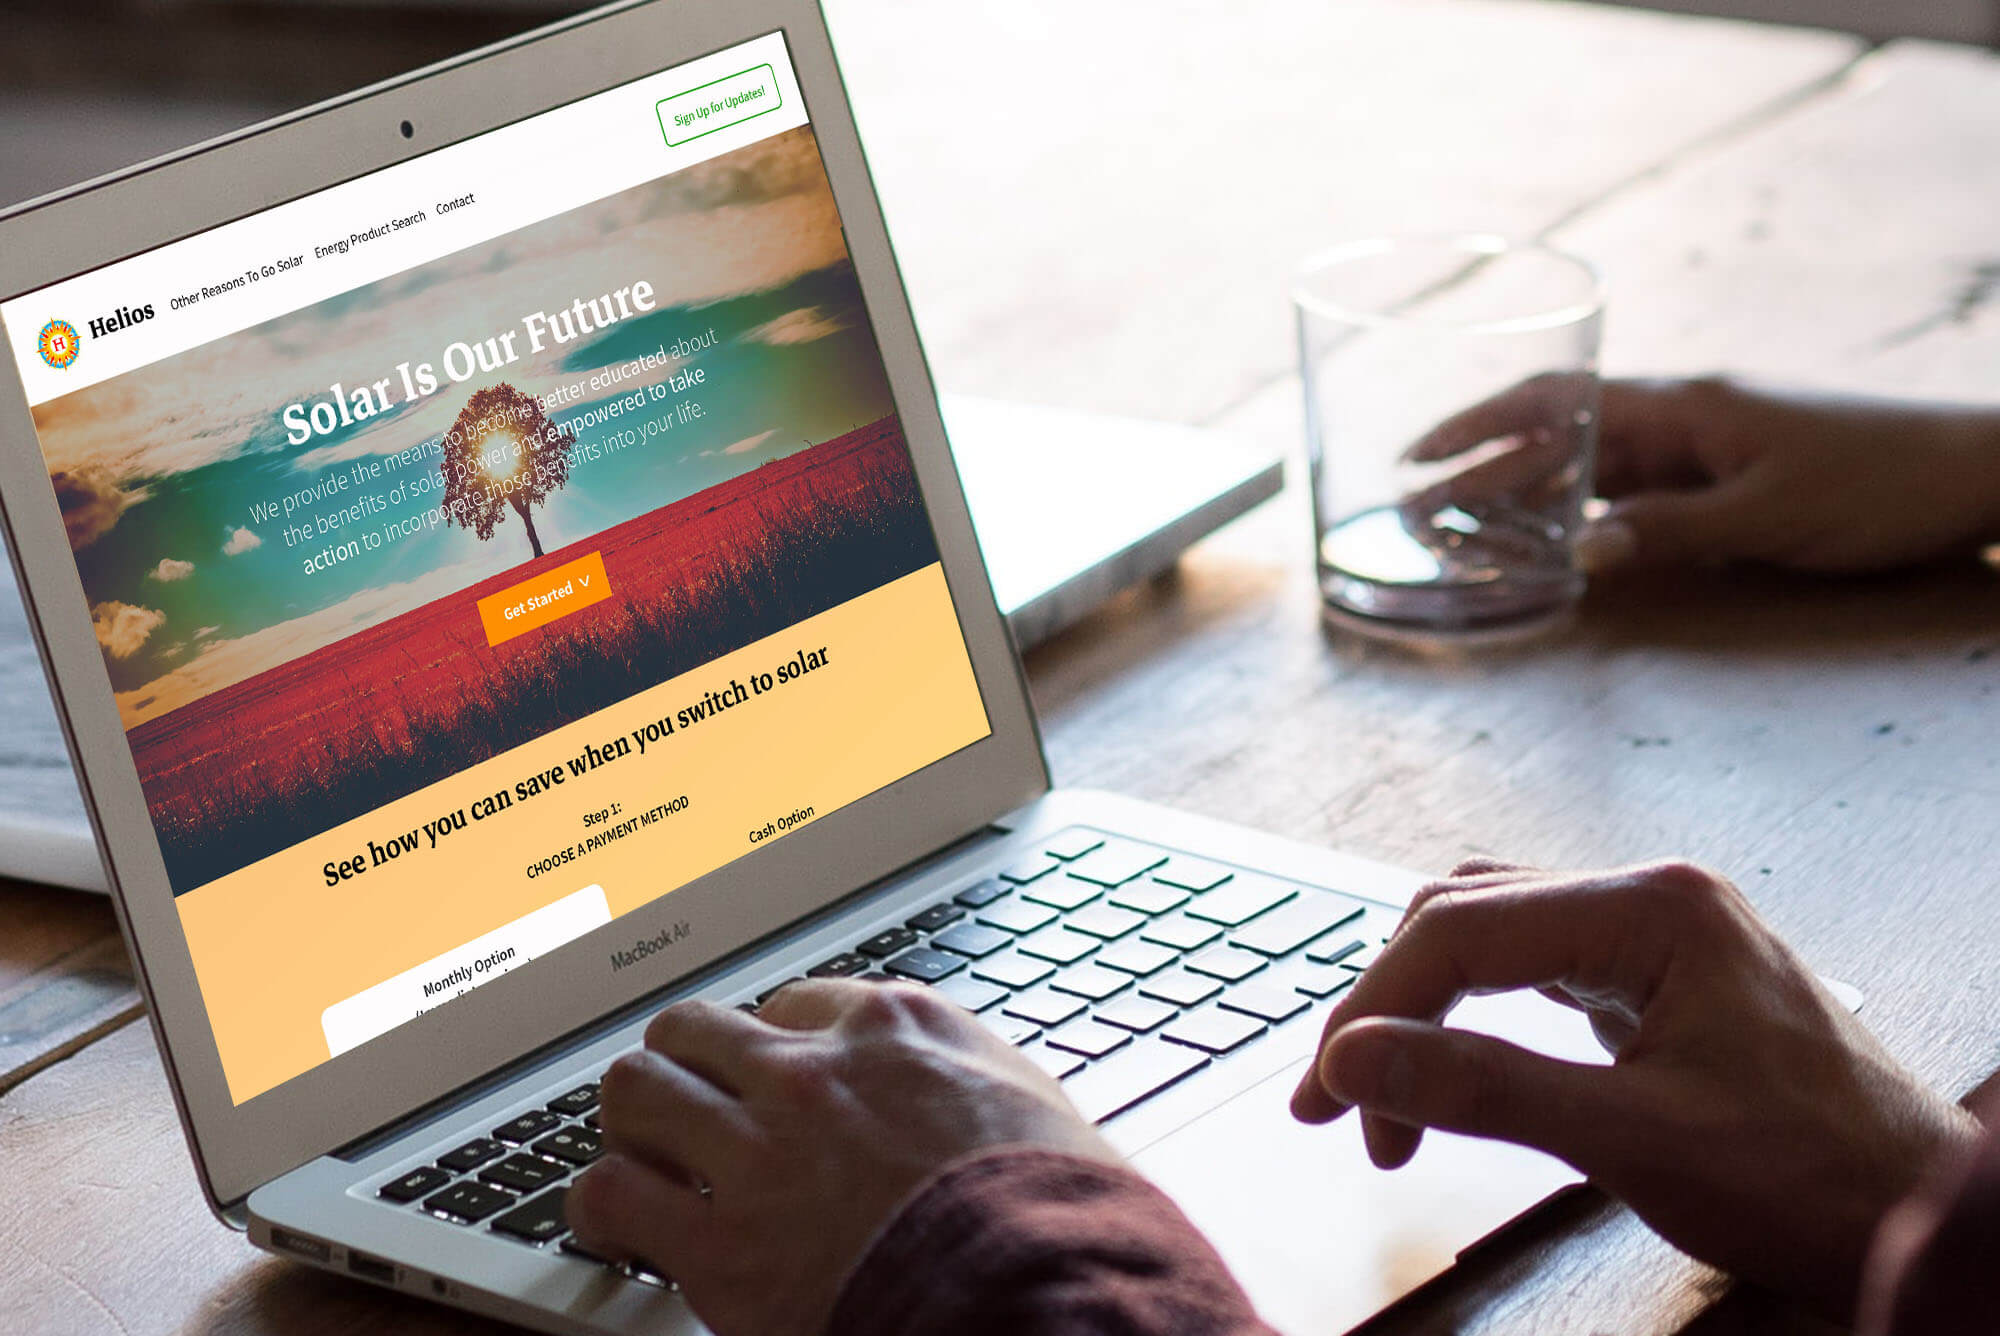 Sign Up for Updates!
H
Helios
Other Reasons To Go Solar
Energy Product Search
Contact
Solar Is Our Future
We provide the means to become better educated about
the benefits of solar power and empowered to take
action to incorporate those benefits into your life.
Get Started
See how you can save when you switch to solar
Step 1:
CHOOSE A PAYMENT METHOD
Monthly Option
Cash Option
MacBook Air
esc
1
2